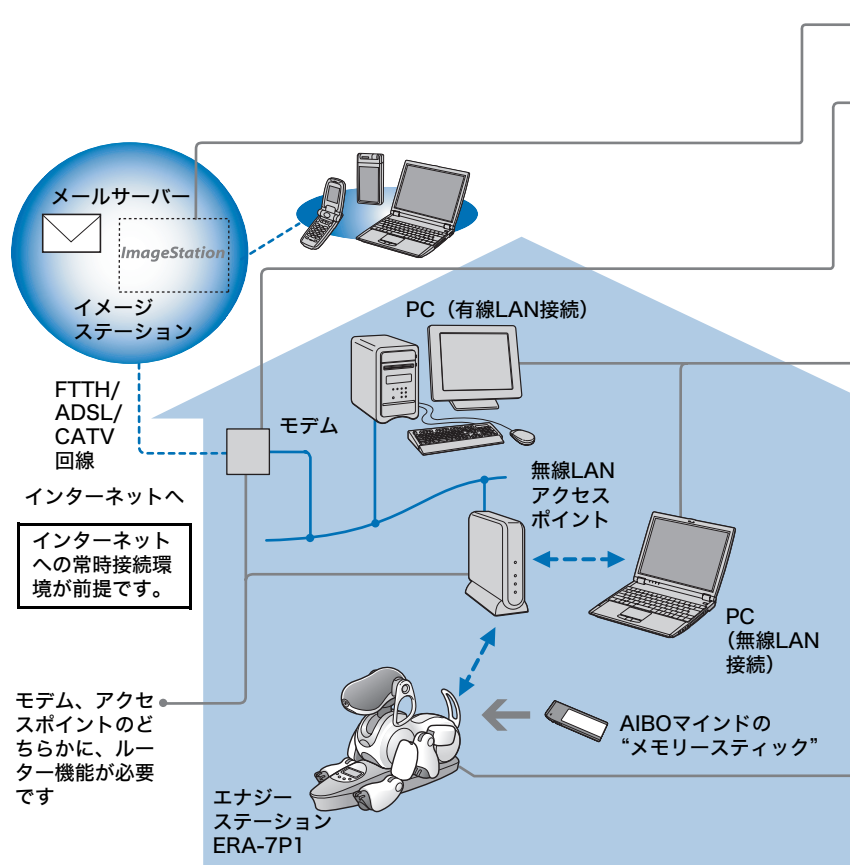 メールサーバー
ImageStation
イメージ
ステーション
PC（有線LAN接続）
FTTH/
ADSL/
CATV
回線
モデム
インターネットへ
インターネット
への常時接続環
境が前提です。
無線LAN
アクセス
ポイント
PC
（無線LAN
接続）
モデム、アクセ
スポイントのど
ちらかに、ルー
ター機能が必要
です
AIBOマインドの
“メモリースティック”
エナジー
ステーション
ERA-7P1